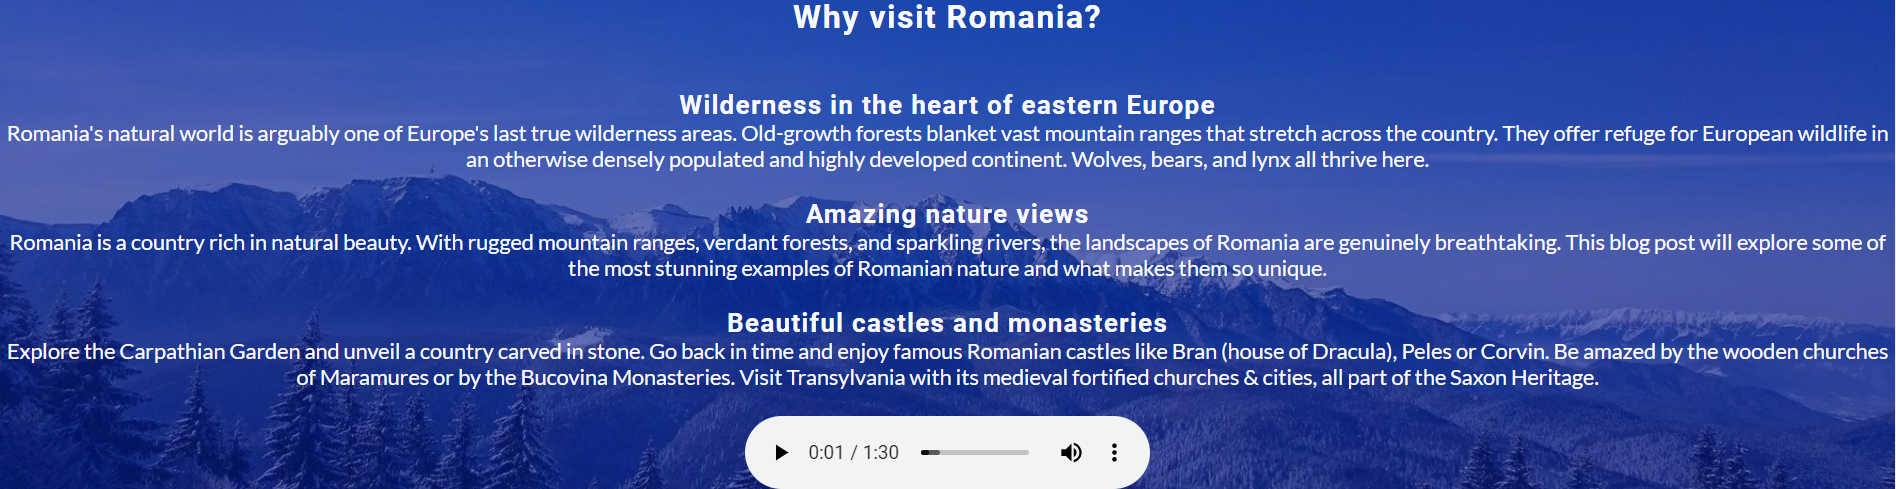 Why visit Romania?
Wilderness in the heart of eastern Europe
Romania's natural world is arguably one of Europe's last true wilderness areas. Old-growth forests blanket vast mountain ranges that stretch across the country. They offer refuge for European wildlife in
an otherwise densely populated and highly developed continent. Wolves, bears, and lynx all thrive here.
Amazing nature views
Romania is a country rich in natural beauty. With rugged mountain ranges, verdant forests, and sparkling rivers, the landscapes of Romania are genuinely breathtaking. This blog post will explore some of
the most stunning examples of Romanian nature and what makes them so unique.
Beautiful castles and monasteries
Explore the Carpathian Garden and unveil a country carved in stone. Go back in time and enjoy famous Romanian castles like Bran (house of Dracula), Peles or Corvin. Be amazed by the wooden churches
of Maramures or by the Bucovina Monasteries. Visit Transylvania with its medieval fortified churches & cities, all part of the Saxon Heritage.
0:01 / 1:30